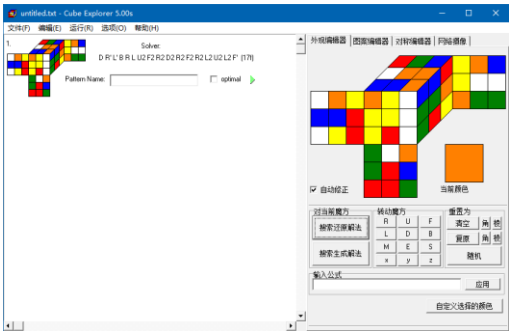 untitled.txt - Cube Explorer 5.00s
文件(F) 编辑(E) 运行(R) 选项(O) 帮助(H)
1.
Solver:
D R' L' B R L U2 F2 R2 D2 R2 F2 R2 L2 U2 L2 F' (17f)
Pattern Name:
optimal
外观编辑器 图案编辑器 对称编辑器 网络摄像
自动修正
当前颜色
对当前魔方
搜索还原解法
搜索生成解法
转动魔方
R U F
L D B
M E S
x y z
重置为
清空 角 棱
复原 角 棱
随机
输入公式
应用
自定义选择的颜色